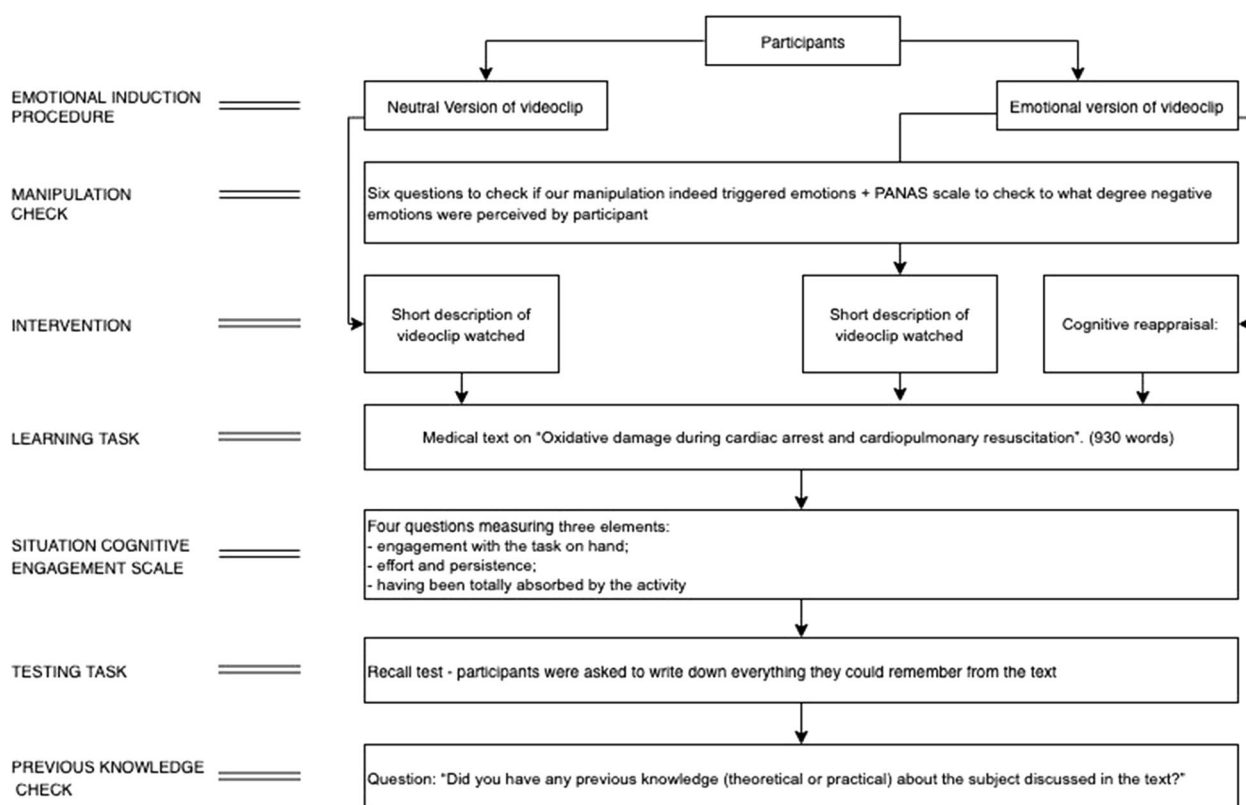 Participants
EMOTIONAL INDUCTION
PROCEDURE
Neutral Version of videoclip
Emotional version of videoclip
MANIPULATION
CHECK
Six questions to check if our manipulation indeed triggered emotions + PANAS scale to check to what degree negative
emotions were perceived by participant
INTERVENTION
Short description of
videoclip watched
Short description of
videoclip watched
Cognitive reappraisal:
LEARNING TASK
Medical text on "Oxidative damage during cardiac arrest and cardiopulmonary resuscitation". (930 words)
SITUATION COGNITIVE
ENGAGEMENT SCALE
Four questions measuring three elements:
- engagement with the task on hand;
- effort and persistence;
- having been totally absorbed by the activity
TESTING TASK
Recall test - participants were asked to write down everything they could remember from the text
PREVIOUS KNOWLEDGE
CHECK
Question: "Did you have any previous knowledge (theoretical or practical) about the subject discussed in the text?"